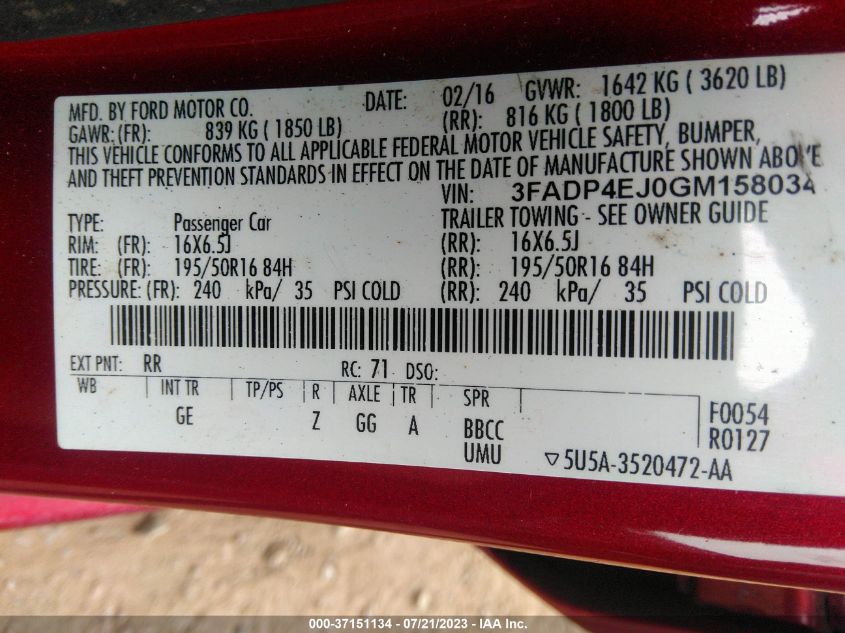 MFD. BY FORD MOTOR CO. DATE: 02/16 GVWR: 1642 KG ( 3620 LB)
GAWR: (FR): 839 KG ( 1850 LB) (RR): 816 KG ( 1800 LB)
THIS VEHICLE CONFORMS TO ALL APPLICABLE FEDERAL MOTOR VEHICLE SAFETY, BUMPER,
AND THEFT PREVENTION STANDARDS IN EFFECT ON THE DATE OF MANUFACTURE SHOWN ABOVE
VIN: 3FADP4EJ0GM158034
TYPE: Passenger Car TRAILER TOWING - SEE OWNER GUIDE
RIM: (FR): 16X6.5J (RR): 16X6.5J
TIRE: (FR): 195/50R16 84H (RR): 195/50R16 84H
PRESSURE: (FR): 240 kPa/ 35 PSI COLD (RR): 240 kPa/ 35 PSI COLD
EXT PNT: RR RC: 71 DSO:
WB INT TR TP/PS R AXLE TR SPR
GE Z GG A BBCC
UMU
F0054
R0127
▽5U5A-3520472-AA
000-37151134 - 07/21/2023 - IAA Inc.